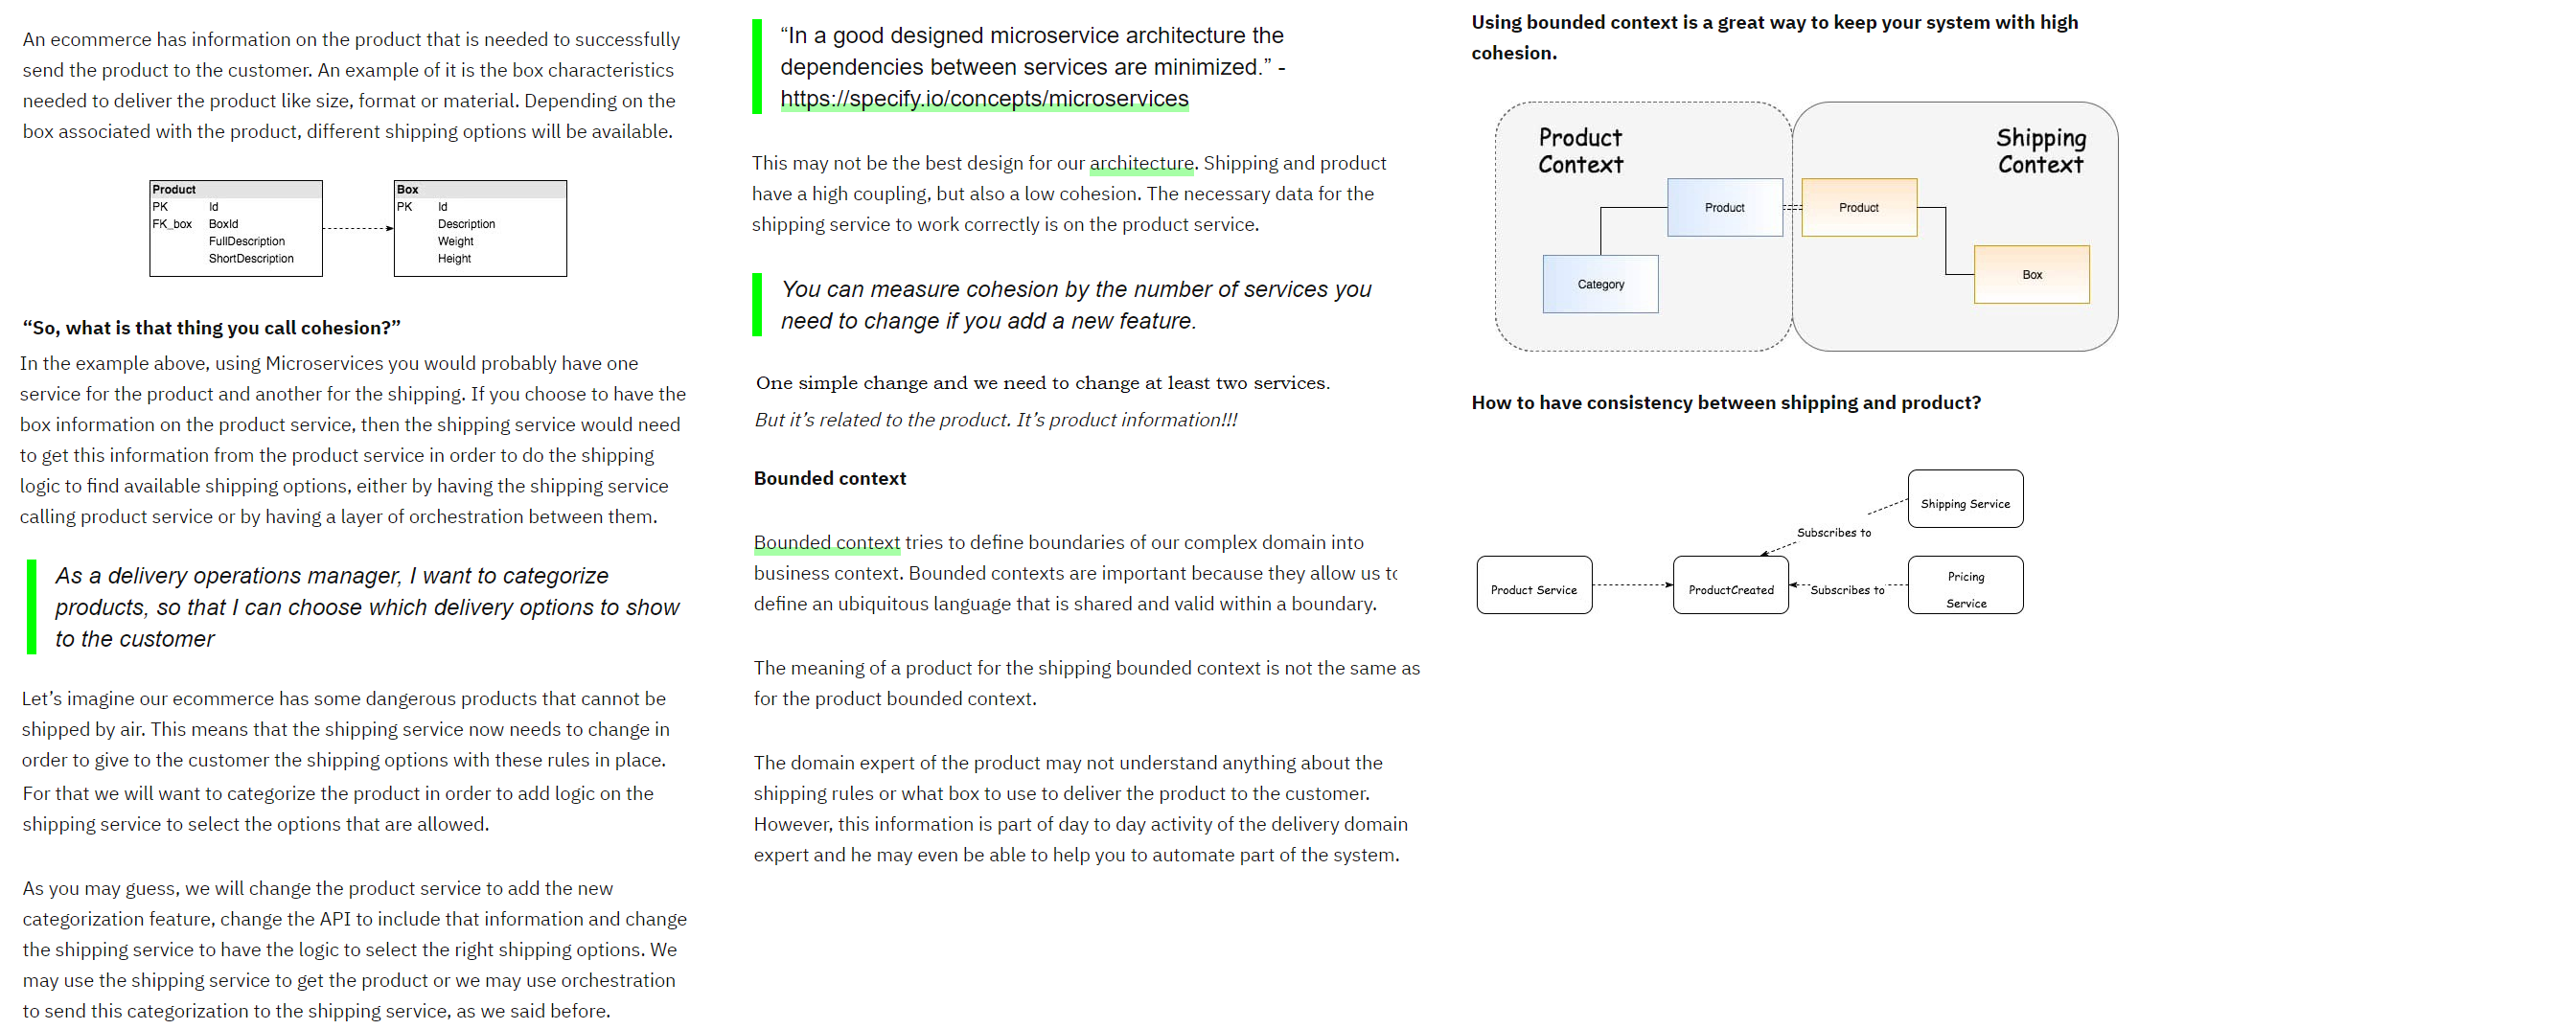 An ecommerce has information on the product that is needed to successfully
send the product to the customer. An example of it is the box characteristics
needed to deliver the product like size, format or material. Depending on the
box associated with the product, different shipping options will be available.
Product
PK Id
FK_box BoxId
FullDescription
ShortDescription
Box
PK Id
Description
Weight
Height
“So, what is that thing you call cohesion?”
In the example above, using Microservices you would probably have one
service for the product and another for the shipping. If you choose to have the
box information on the product service, then the shipping service would need
to get this information from the product service in order to do the shipping
logic to find available shipping options, either by having the shipping service
calling product service or by having a layer of orchestration between them.
As a delivery operations manager, I want to categorize
products, so that I can choose which delivery options to show
to the customer
Let’s imagine our ecommerce has some dangerous products that cannot be
shipped by air. This means that the shipping service now needs to change in
order to give to the customer the shipping options with these rules in place.
For that we will want to categorize the product in order to add logic on the
shipping service to select the options that are allowed.
As you may guess, we will change the product service to add the new
categorization feature, change the API to include that information and change
the shipping service to have the logic to select the right shipping options. We
may use the shipping service to get the product or we may use orchestration
to send this categorization to the shipping service, as we said before.
“In a good designed microservice architecture the
dependencies between services are minimized.” -
https://specify.io/concepts/microservices
This may not be the best design for our architecture. Shipping and product
have a high coupling, but also a low cohesion. The necessary data for the
shipping service to work correctly is on the product service.
You can measure cohesion by the number of services you
need to change if you add a new feature.
One simple change and we need to change at least two services.
But it’s related to the product. It’s product information!!!
Bounded context
Bounded context tries to define boundaries of our complex domain into
business context. Bounded contexts are important because they allow us to
define an ubiquitous language that is shared and valid within a boundary.
The meaning of a product for the shipping bounded context is not the same as
for the product bounded context.
The domain expert of the product may not understand anything about the
shipping rules or what box to use to deliver the product to the customer.
However, this information is part of day to day activity of the delivery domain
expert and he may even be able to help you to automate part of the system.
Using bounded context is a great way to keep your system with high
cohesion.
Product
Context
Shipping
Context
Product
Product
Category
Box
How to have consistency between shipping and product?
Shipping Service
Subscribes to
Product Service
ProductCreated
Subscribes to
Pricing
Service